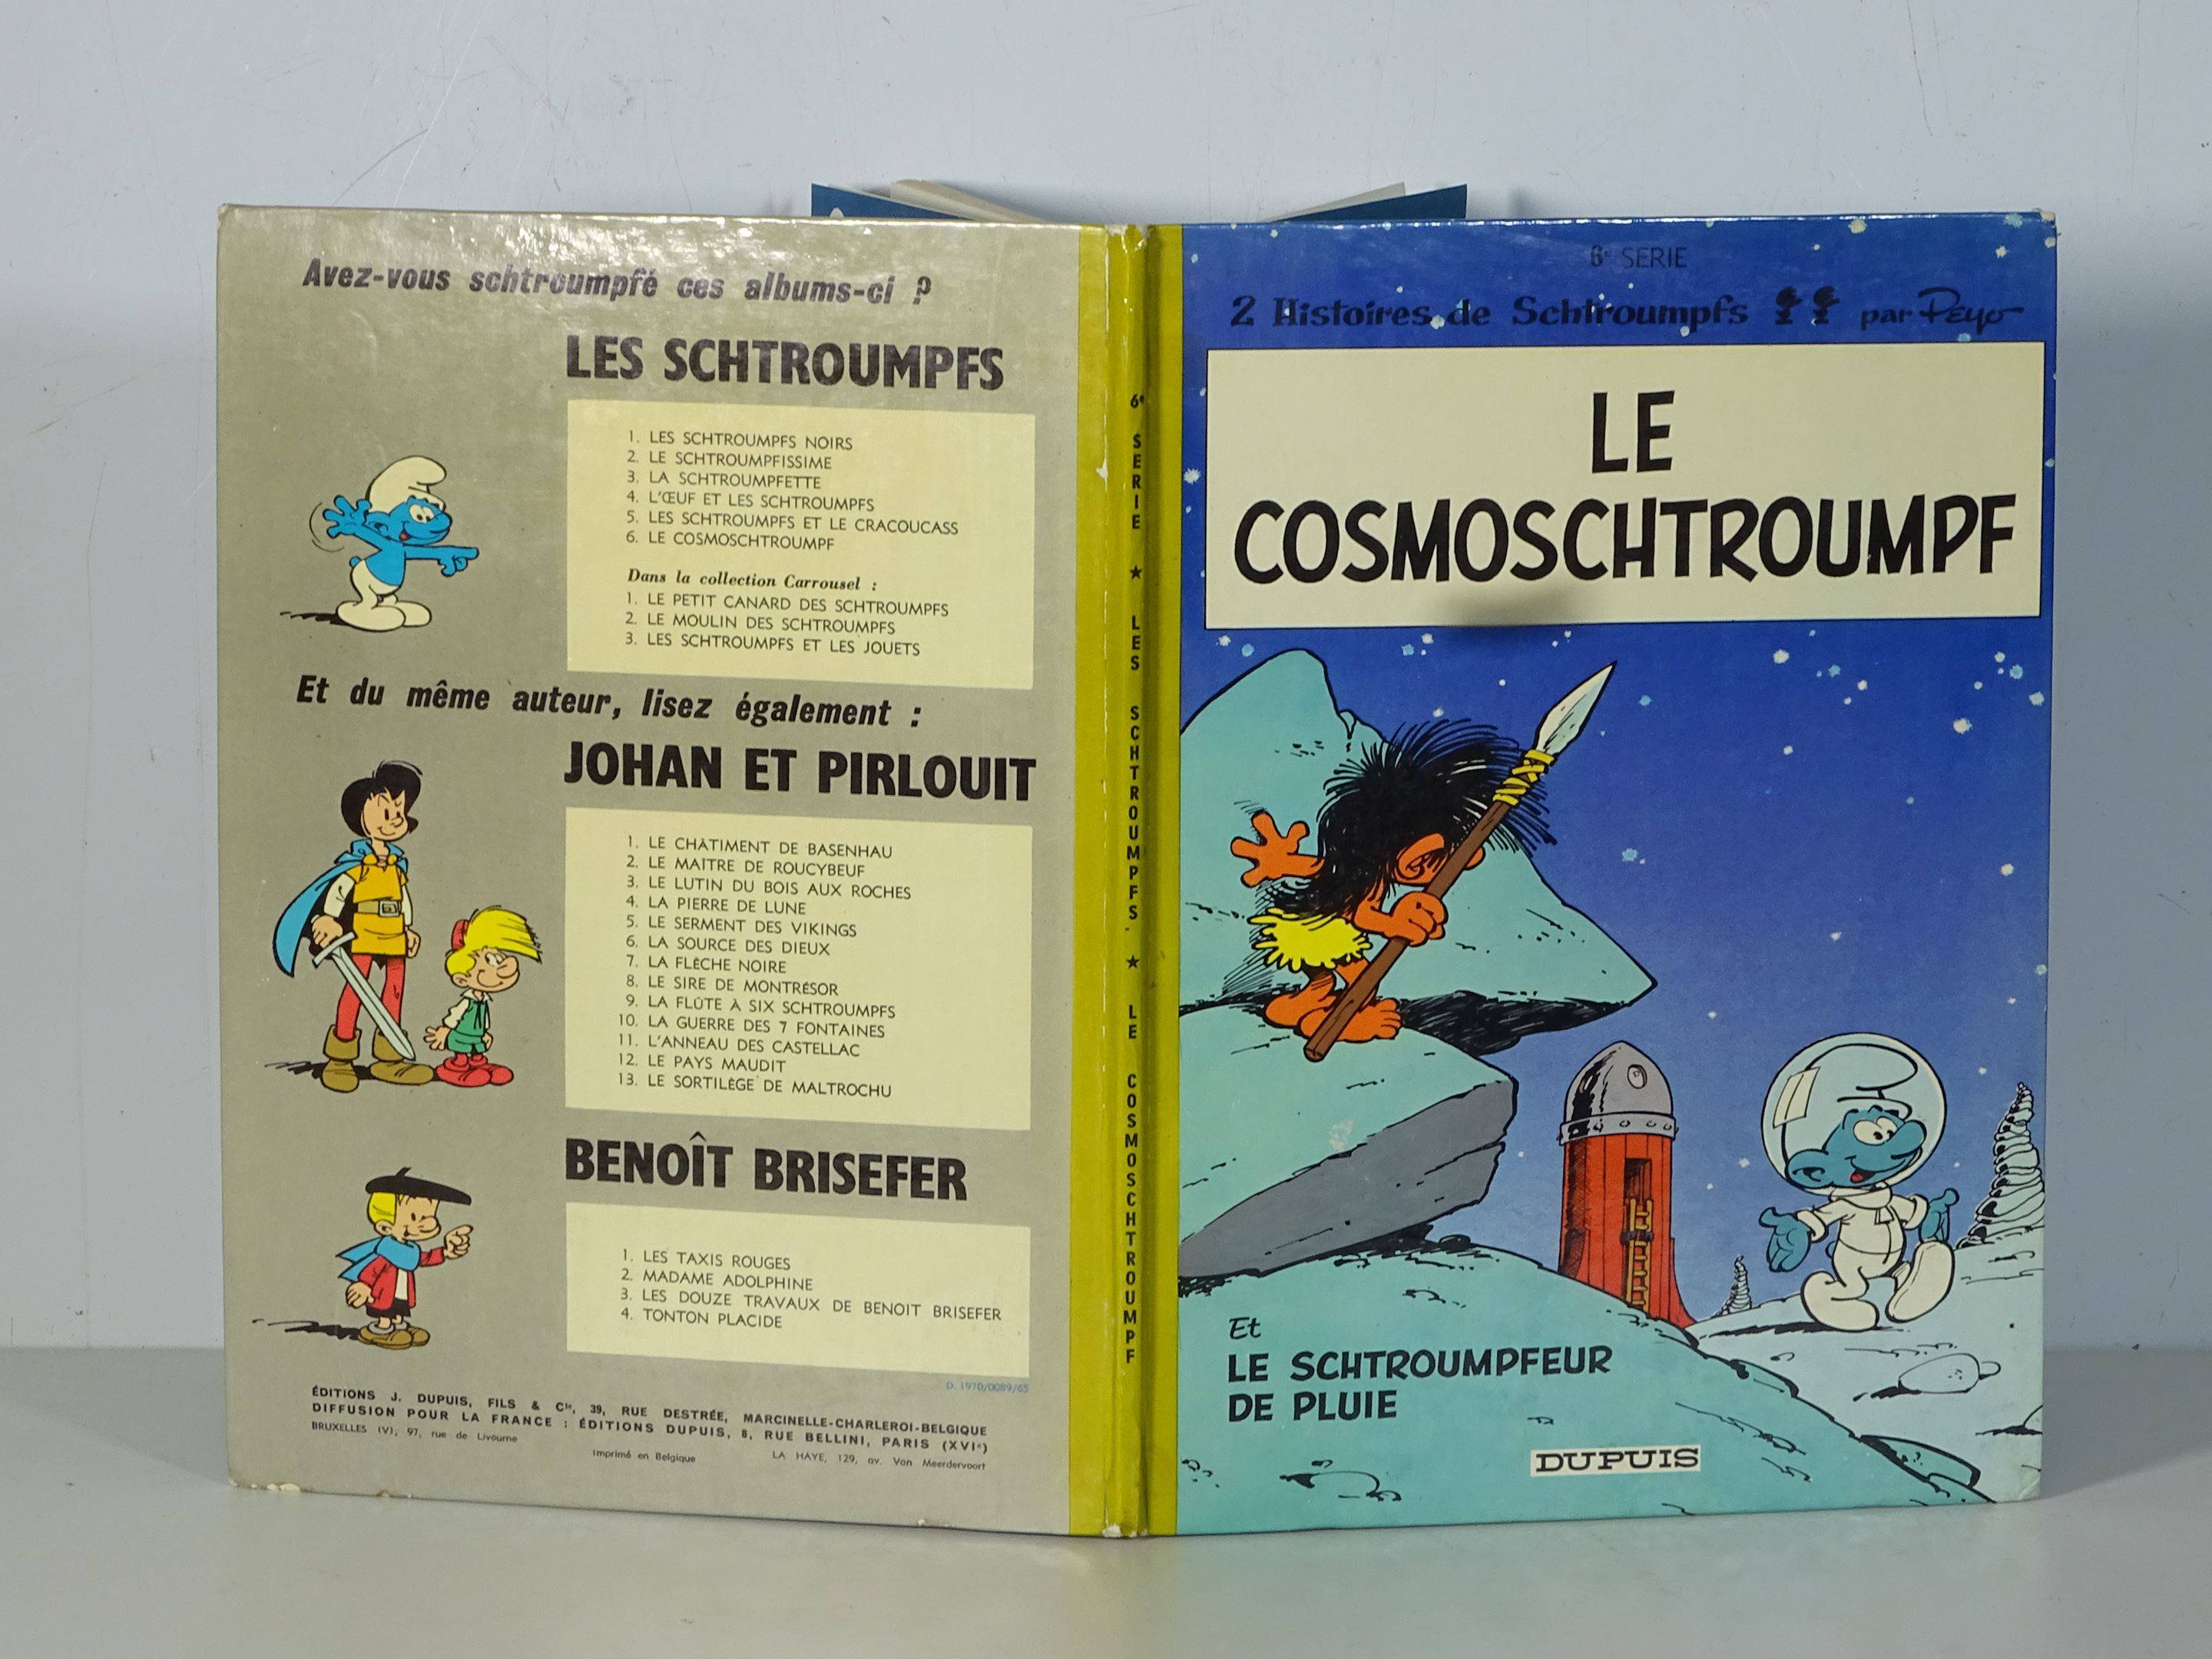 Avez-vous schtroumpfé ces albums-ci ?
LES SCHTROUMPFS
1. LES SCHTROUMPFS NOIRS
2. LE SCHTROUMPFISSIME
3. LA SCHTROUMPFETTE
4. L'ŒUF ET LES SCHTROUMPFS
5. LES SCHTROUMPFS ET LE CRACOUCASS
6. LE COSMOSCHTROUMPF
Dans la collection Carrousel :
1. LE PETIT CANARD DES SCHTROUMPFS
2. LE MOULIN DES SCHTROUMPFS
3. LES SCHTROUMPFS ET LES JOUETS
Et du même auteur, lisez également :
JOHAN ET PIRLOUIT
1. LE CHÂTIMENT DE BASENHAU
2. LE MAITRE DE ROUCYBEUF
3. LE LUTIN DU BOIS AUX ROCHES
4. LA PIERRE DE LUNE
5. LE SERMENT DES VIKINGS
6. LA SOURCE DES DIEUX
7. LA FLÈCHE NOIRE
8. LE SIRE DE MONTRÉSOR
9. LA FLÛTE À SIX SCHTROUMPFS
10. LA GUERRE DES 7 FONTAINES
11. L'ANNEAU DES CASTELLAC
12. LE PAYS MAUDIT
13. LE SORTILÈGE DE MALTROCHU
BENOÎT BRISEFER
1. LES TAXIS ROUGES
2. MADAME ADOLPHINE
3. LES DOUZE TRAVAUX DE BENOIT BRISEFER
4. TONTON PLACIDE
D. 1970/0089/65
ÉDITIONS J. DUPUIS, FILS & Cie, 39, RUE DESTRÉE, MARCINELLE-CHARLEROI-BELGIQUE
DIFFUSION POUR LA FRANCE : ÉDITIONS DUPUIS, 8, RUE BELLINI, PARIS (XVIe)
BRUXELLES (V), 97, rue de Livourne
Imprimé en Belgique
LA HAYE, 129, av. Van Meerdervoort
6e SERIE ★ LES SCHTROUMPFS ★ LE COSMOSCHTROUMPF
6e SERIE
2 Histoires de Schtroumpfs par Peyo
LE
COSMOSCHTROUMPF
Et
LE SCHTROUMPFEUR
DE PLUIE
DUPUIS